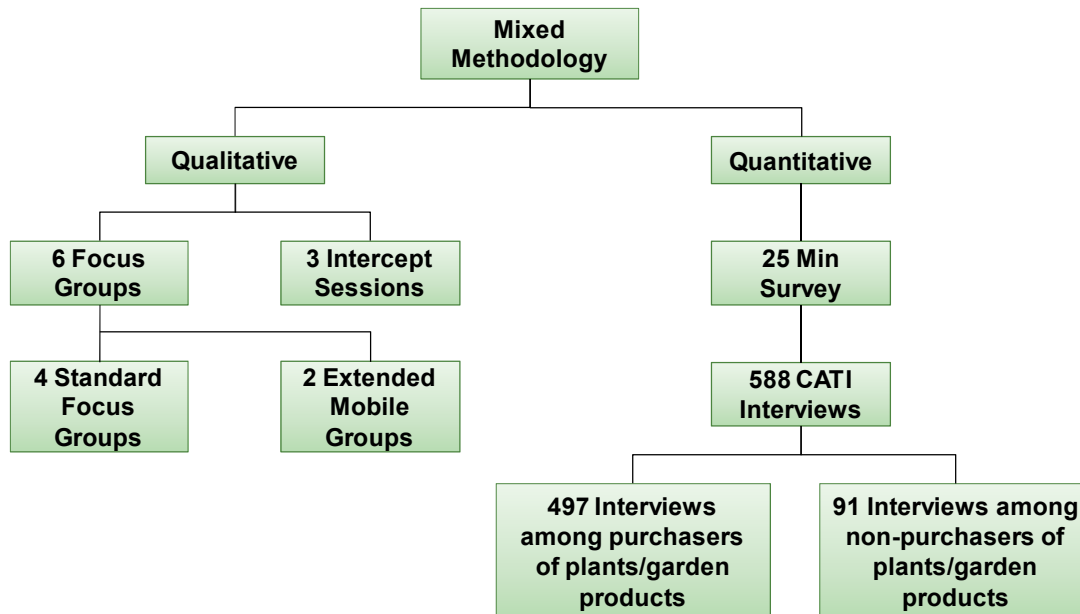 Mixed
Methodology
Qualitative
Quantitative
6 Focus
Groups
3 Intercept
Sessions
25 Min
Survey
4 Standard
Focus
Groups
2 Extended
Mobile
Groups
588 CATI
Interviews
497 Interviews
among purchasers
of plants/garden
products
91 Interviews among
non-purchasers of
plants/garden
products